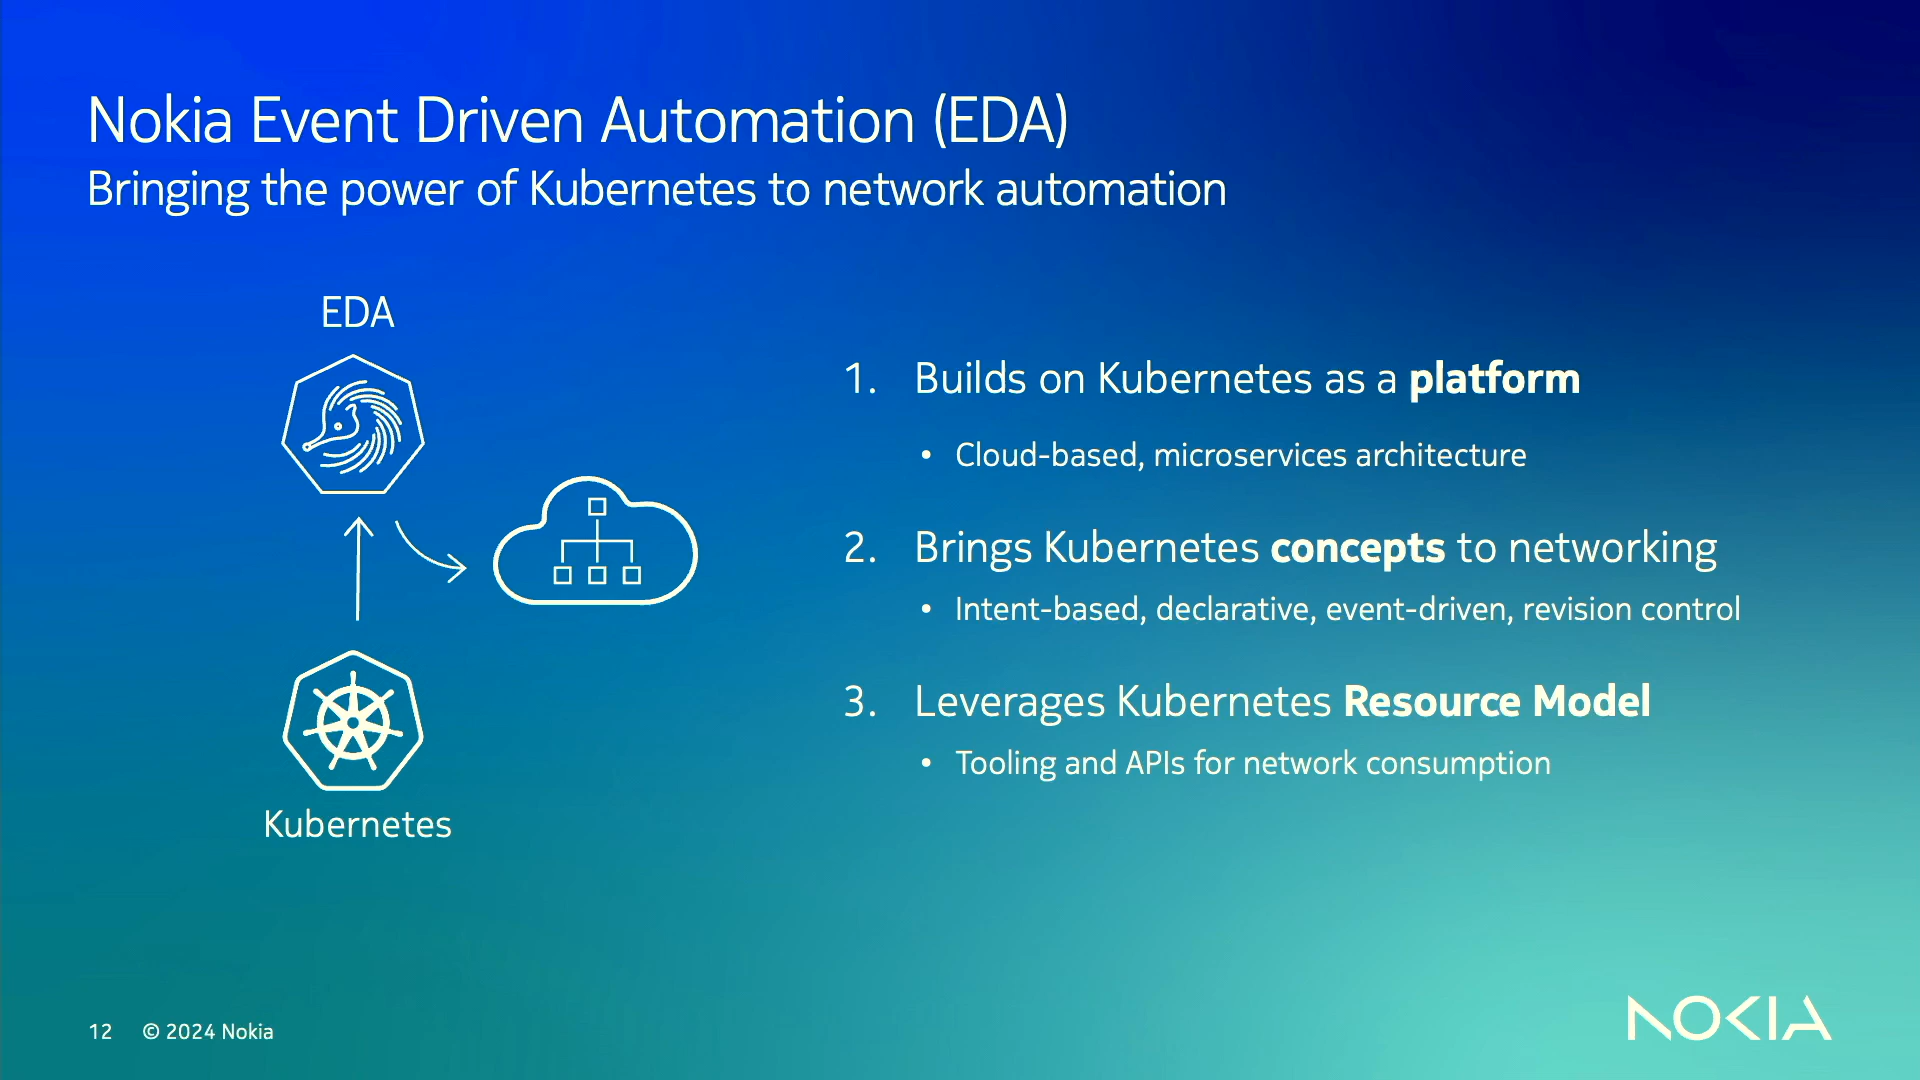 Nokia Event Driven Automation (EDA)
Bringing the power of Kubernetes to network automation
EDA
Kubernetes
1. Builds on Kubernetes as a platform
• Cloud-based, microservices architecture
2. Brings Kubernetes concepts to networking
• Intent-based, declarative, event-driven, revision control
3. Leverages Kubernetes Resource Model
• Tooling and APIs for network consumption
12 © 2024 Nokia
NOKIA